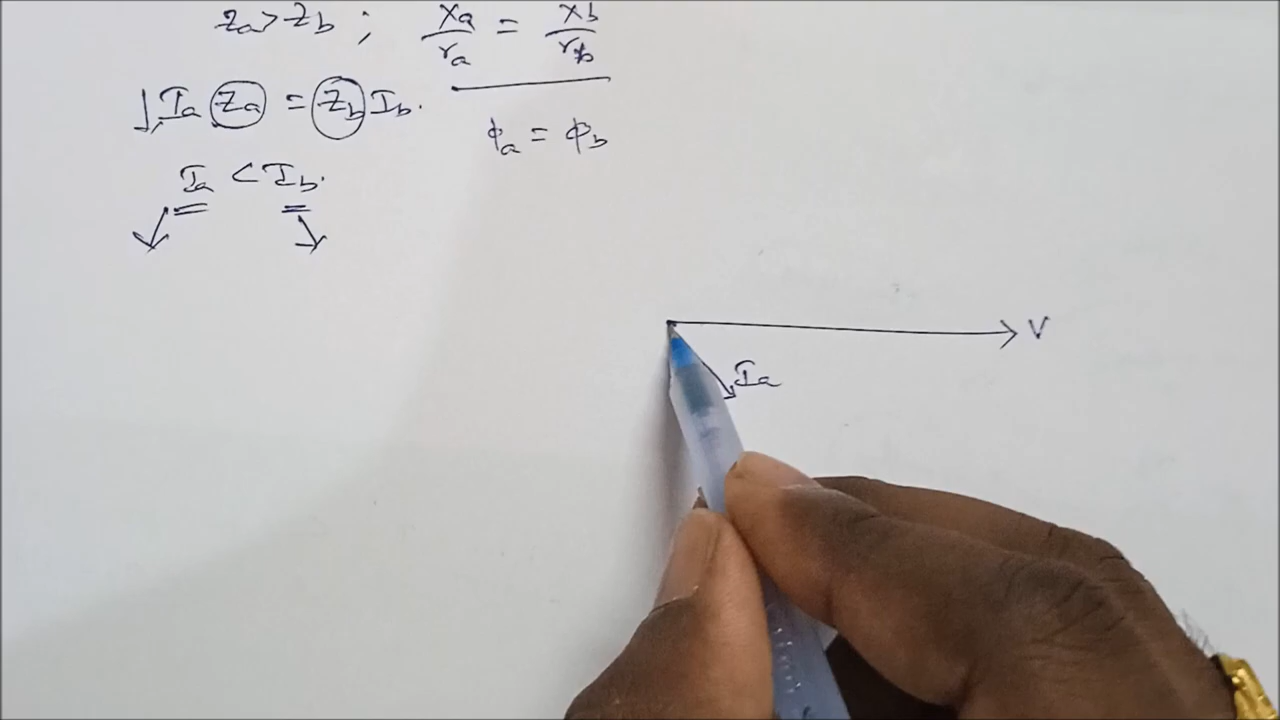 Za > Zb ; Xa/ra = Xb/rb
↓ Ia Za = Zb Ib.
ϕa = ϕb
Ia < Ib.
V
Ia